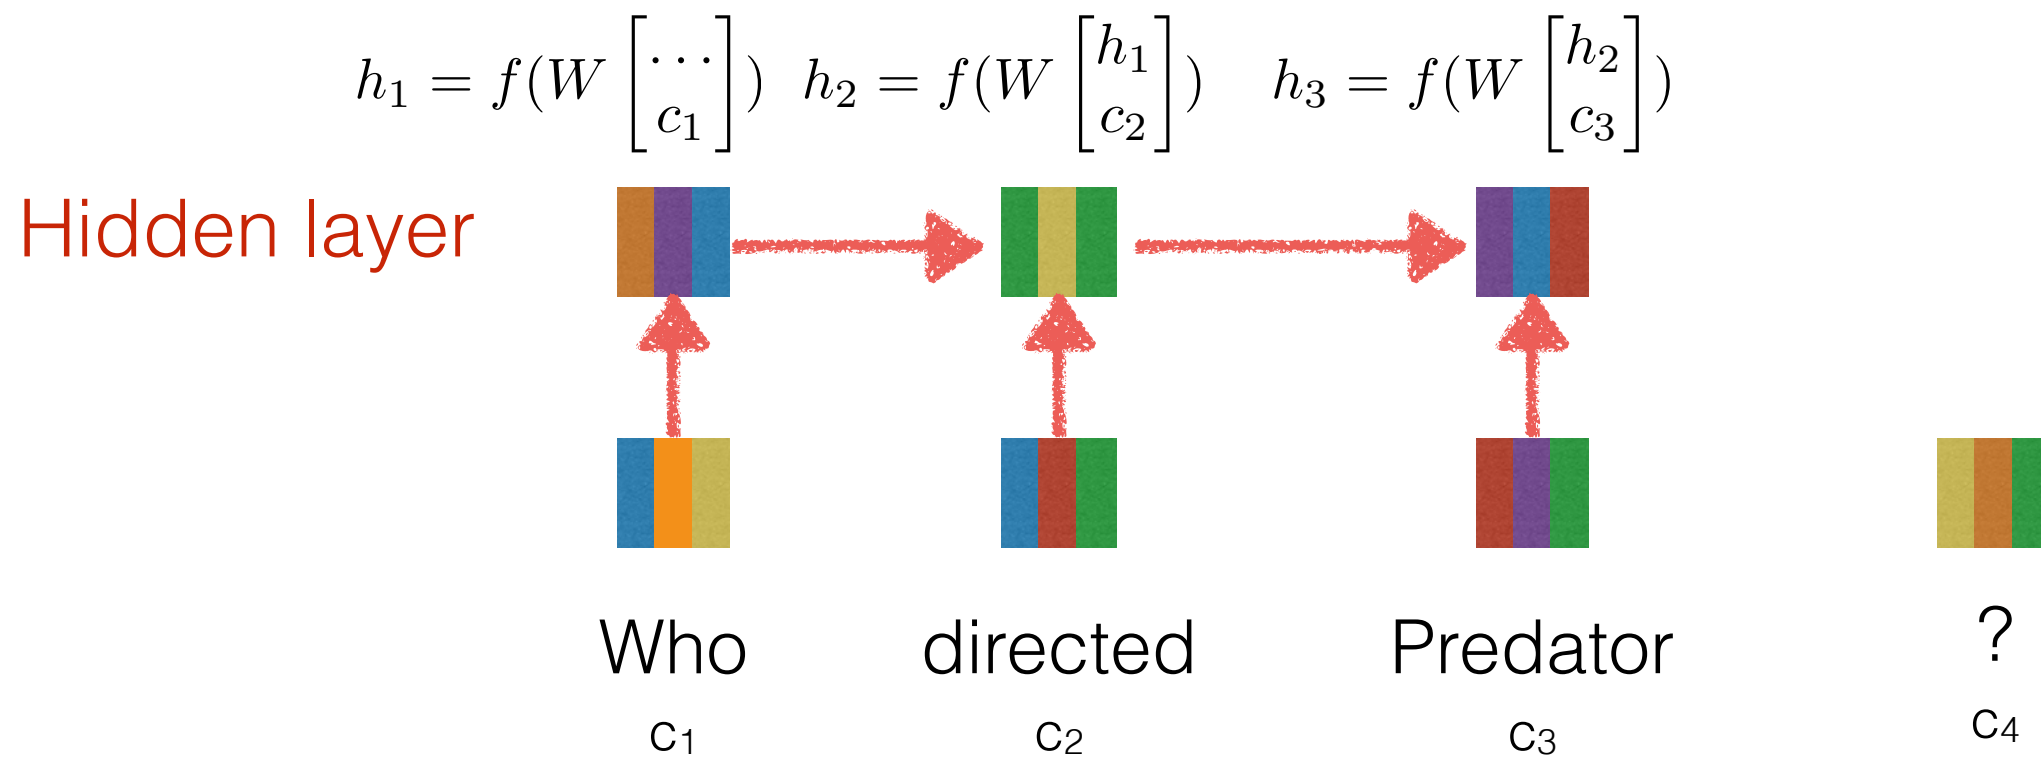 h₁ = f(W [⋯ c₁]) h₂ = f(W [h₁ c₂]) h₃ = f(W [h₂ c₃])
Hidden layer
Who directed Predator ?
c₁ c₂ c₃ c₄